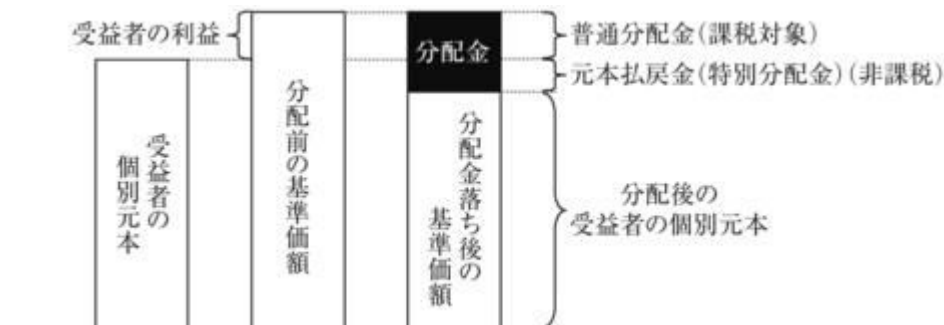 受益者の利益
受益者の
個別元本
分配前の基準価額
分配金
分配金落ち後の
基準価額
普通分配金(課税対象)
元本払戻金(特別分配金)(非課税)
分配後の
受益者の個別元本